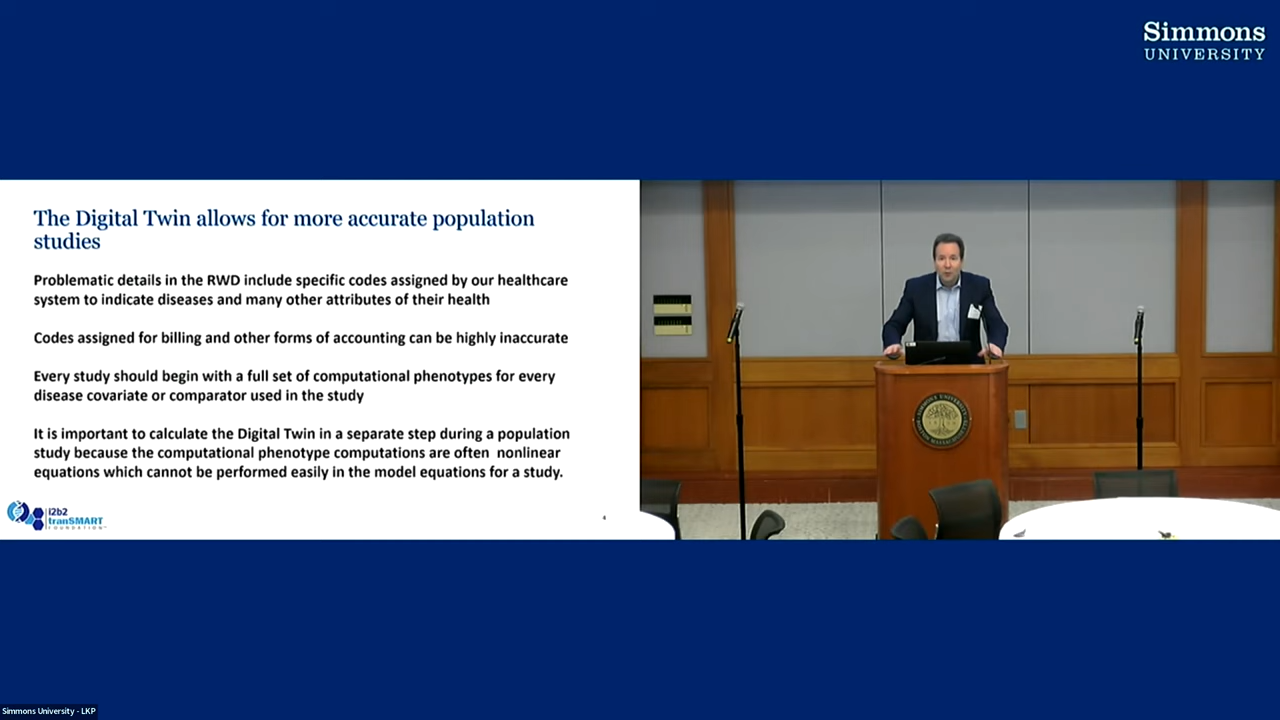 Simmons
UNIVERSITY
The Digital Twin allows for more accurate population
studies
Problematic details in the RWD include specific codes assigned by our healthcare
system to indicate diseases and many other attributes of their health
Codes assigned for billing and other forms of accounting can be highly inaccurate
Every study should begin with a full set of computational phenotypes for every
disease covariate or comparator used in the study
It is important to calculate the Digital Twin in a separate step during a population
study because the computational phenotype computations are often nonlinear
equations which cannot be performed easily in the model equations for a study.
i2b2
tranSMART
FOUNDATION
Simmons University - LKP